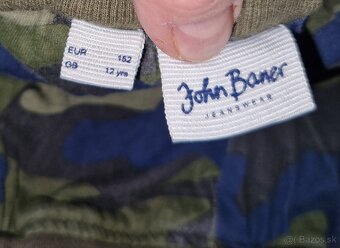 EUR 152
GB 12 yrs
John Baner
JEANSWEAR
© Bazos.sk